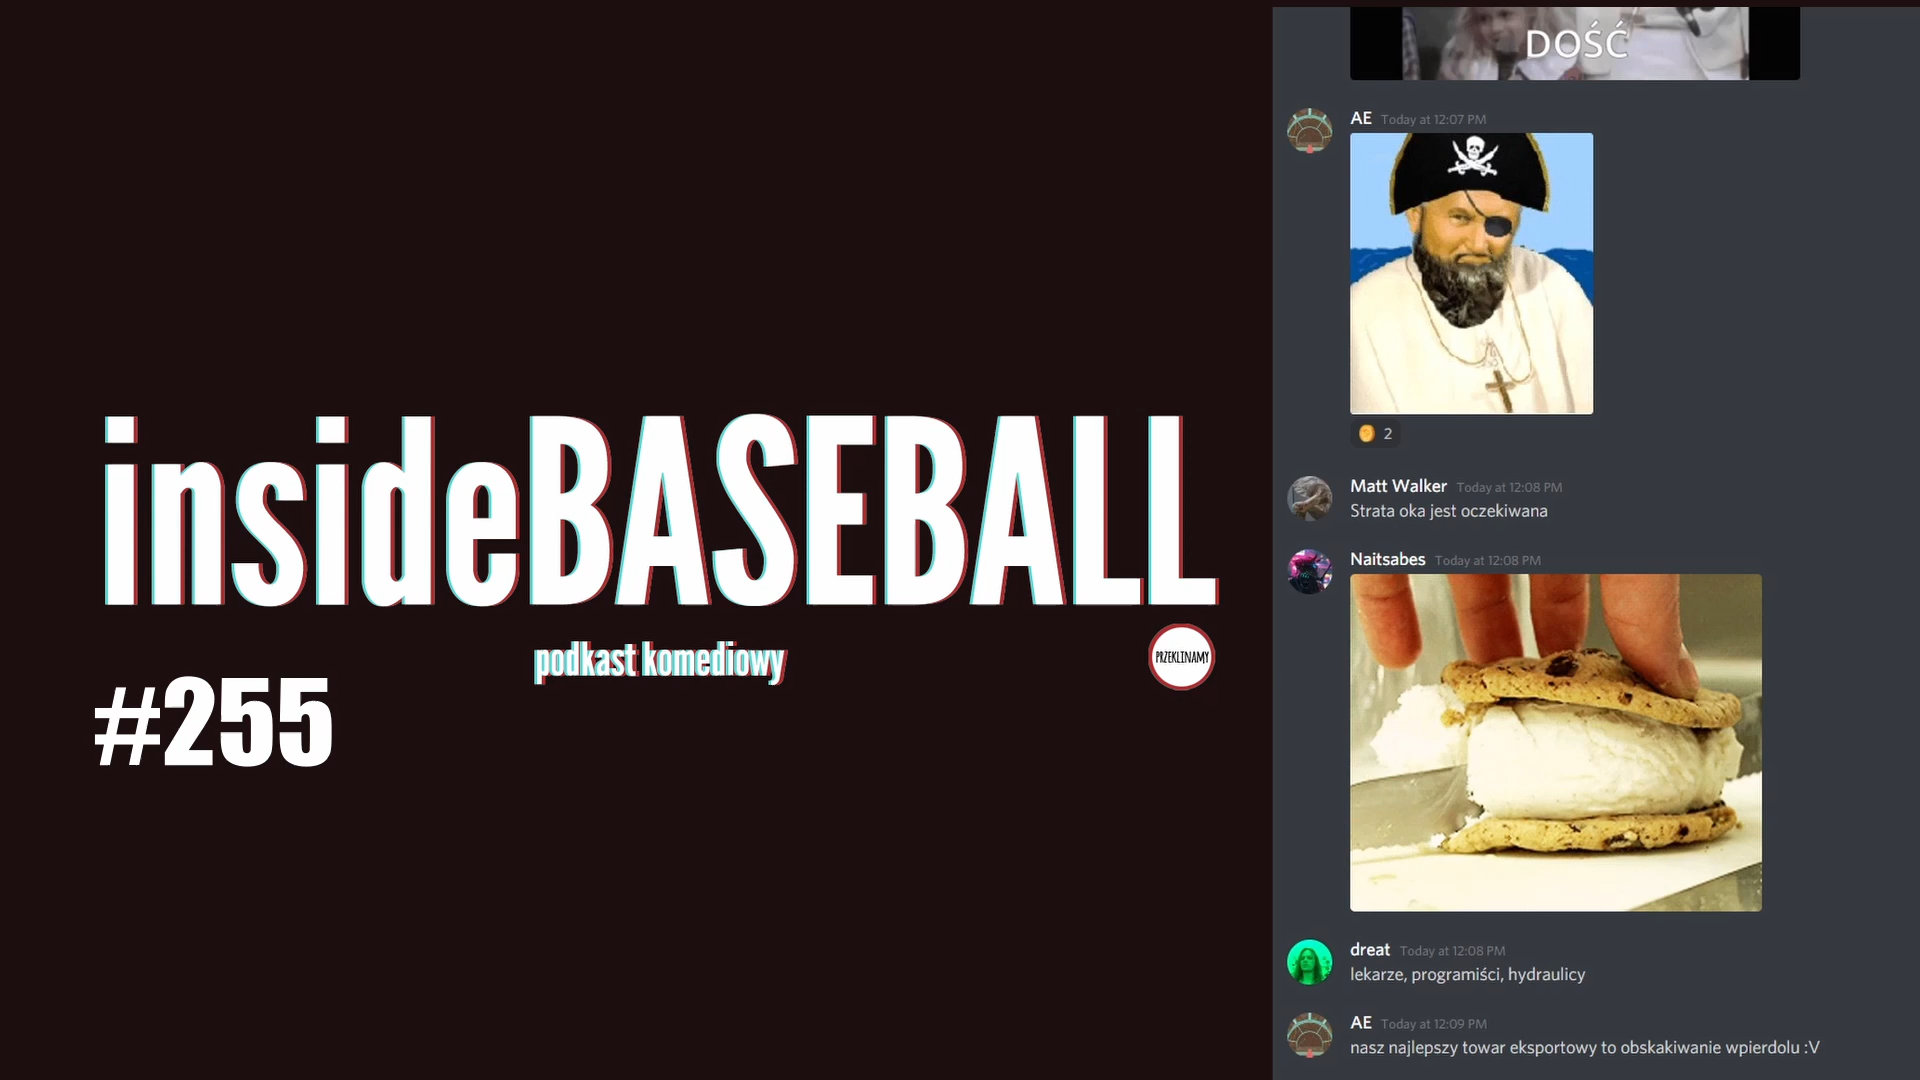 insideBASEBALL
podkast komediowy
PRZEKLINAMY
#255
DOŚĆ
AE Today at 12:07 PM
2
Matt Walker Today at 12:08 PM
Strata oka jest oczekiwana
Naitsabes Today at 12:08 PM
dreat Today at 12:08 PM
lekarze, programiści, hydraulicy
AE Today at 12:09 PM
nasz najlepszy towar eksportowy to obskakiwanie wpierdolu :V